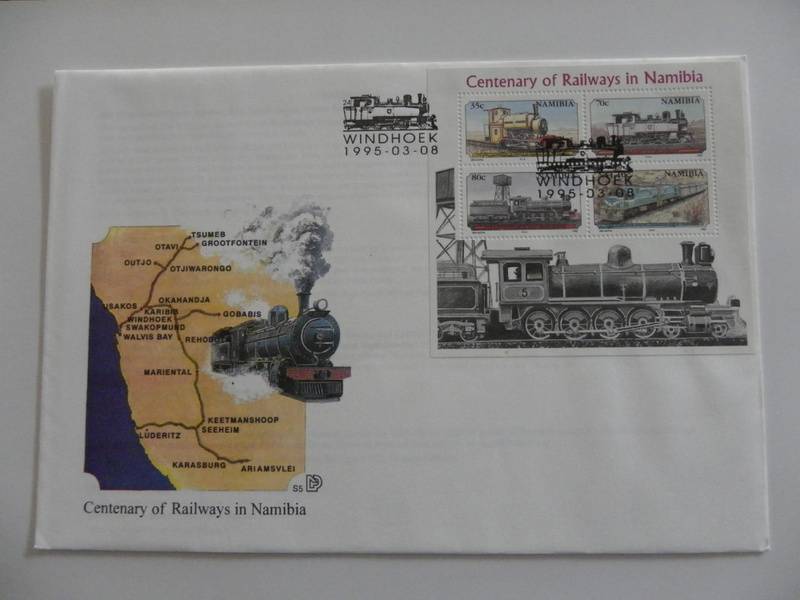 Centenary of Railways in Namibia
35c NAMIBIA
70c NAMIBIA
80c
NAMIBIA
24
WINDHOEK
1995-03-08
WINDHOEK
1995-03-08
5
TSUMEB
OTAVI
GROOTFONTEIN
OUTJO
OTJIWARONGO
OKAHANDJA
USAKOS
KARIBIB
GOBABIS
WINDHOEK
SWAKOPMUND
WALVIS BAY
MARIENTAL
KEETMANSHOOP
LÜDERITZ
SEEHEIM
KARASBURG
ARIAMSVLEI
S5
Centenary of Railways in Namibia